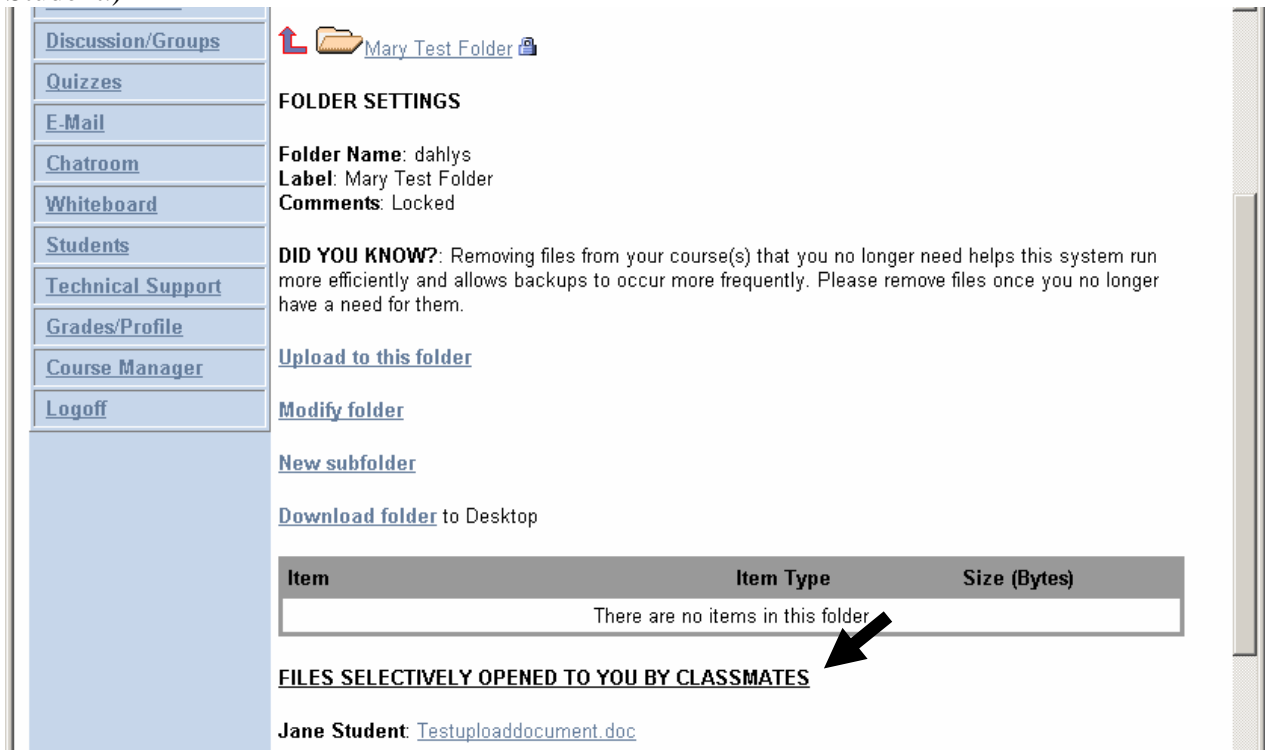 Discussion/Groups
Quizzes
E-Mail
Chatroom
Whiteboard
Students
Technical Support
Grades/Profile
Course Manager
Logoff
Mary Test Folder
FOLDER SETTINGS
Folder Name: dahlys
Label: Mary Test Folder
Comments: Locked
DID YOU KNOW?: Removing files from your course(s) that you no longer need helps this system run
more efficiently and allows backups to occur more frequently. Please remove files once you no longer
have a need for them.
Upload to this folder
Modify folder
New subfolder
Download folder to Desktop
Item Item Type Size (Bytes)
There are no items in this folder
FILES SELECTIVELY OPENED TO YOU BY CLASSMATES
Jane Student: Testuploaddocument.doc